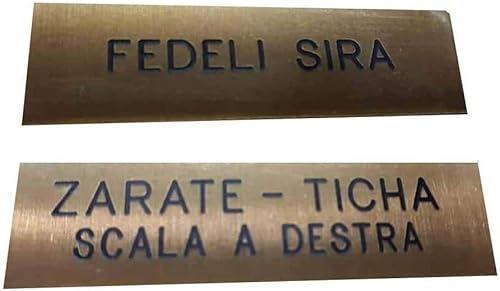 FEDELI SIRA
ZARATE - TICHA
SCALA A DESTRA